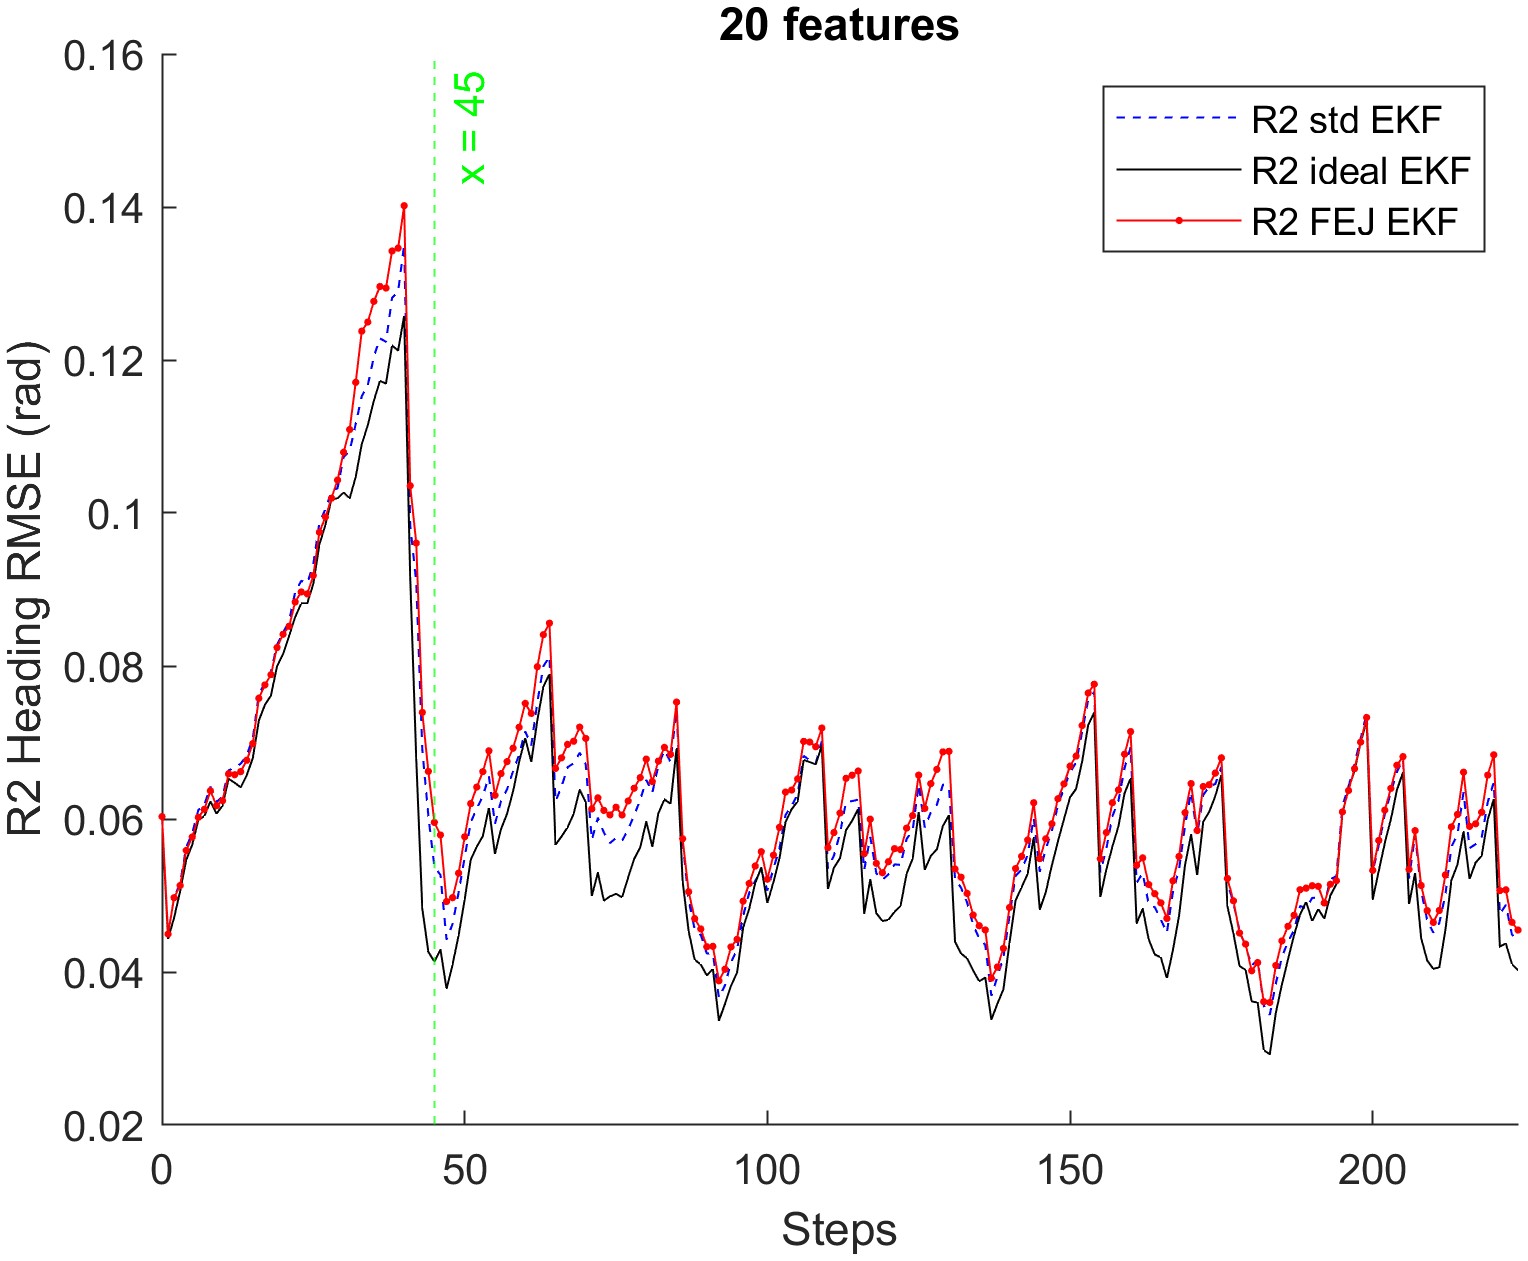 20 features
0.16
0.14
0.12
0.1
0.08
0.06
0.04
0.02
R2 Heading RMSE (rad)
x = 45
R2 std EKF
R2 ideal EKF
R2 FEJ EKF
0
50
100
150
200
Steps